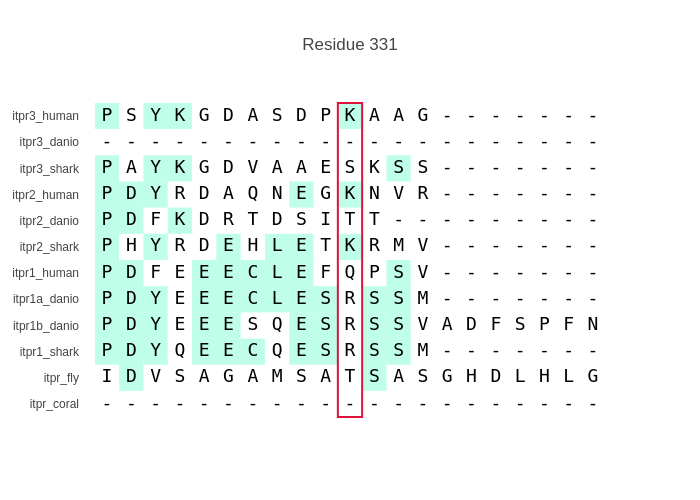 Residue 331
itpr3_human P S Y K G D A S D P K A A G - - - - - - -
itpr3_danio - - - - - - - - - - - - - - - - - - - - -
itpr3_shark P A Y K G D V A A E S K S S - - - - - - -
itpr2_human P D Y R D A Q N E G K N V R - - - - - - -
itpr2_danio P D F K D R T D S I T T - - - - - - - - -
itpr2_shark P H Y R D E H L E T K R M V - - - - - - -
itpr1_human P D F E E E C L E F Q P S V - - - - - - -
itpr1a_danio P D Y E E E C L E S R S S M - - - - - - -
itpr1b_danio P D Y E E E S Q E S R S S V A D F S P F N
itpr1_shark P D Y Q E E C Q E S R S S M - - - - - - -
itpr_fly I D V S A G A M S A T S A S G H D L H L G
itpr_coral - - - - - - - - - - - - - - - - - - - - -